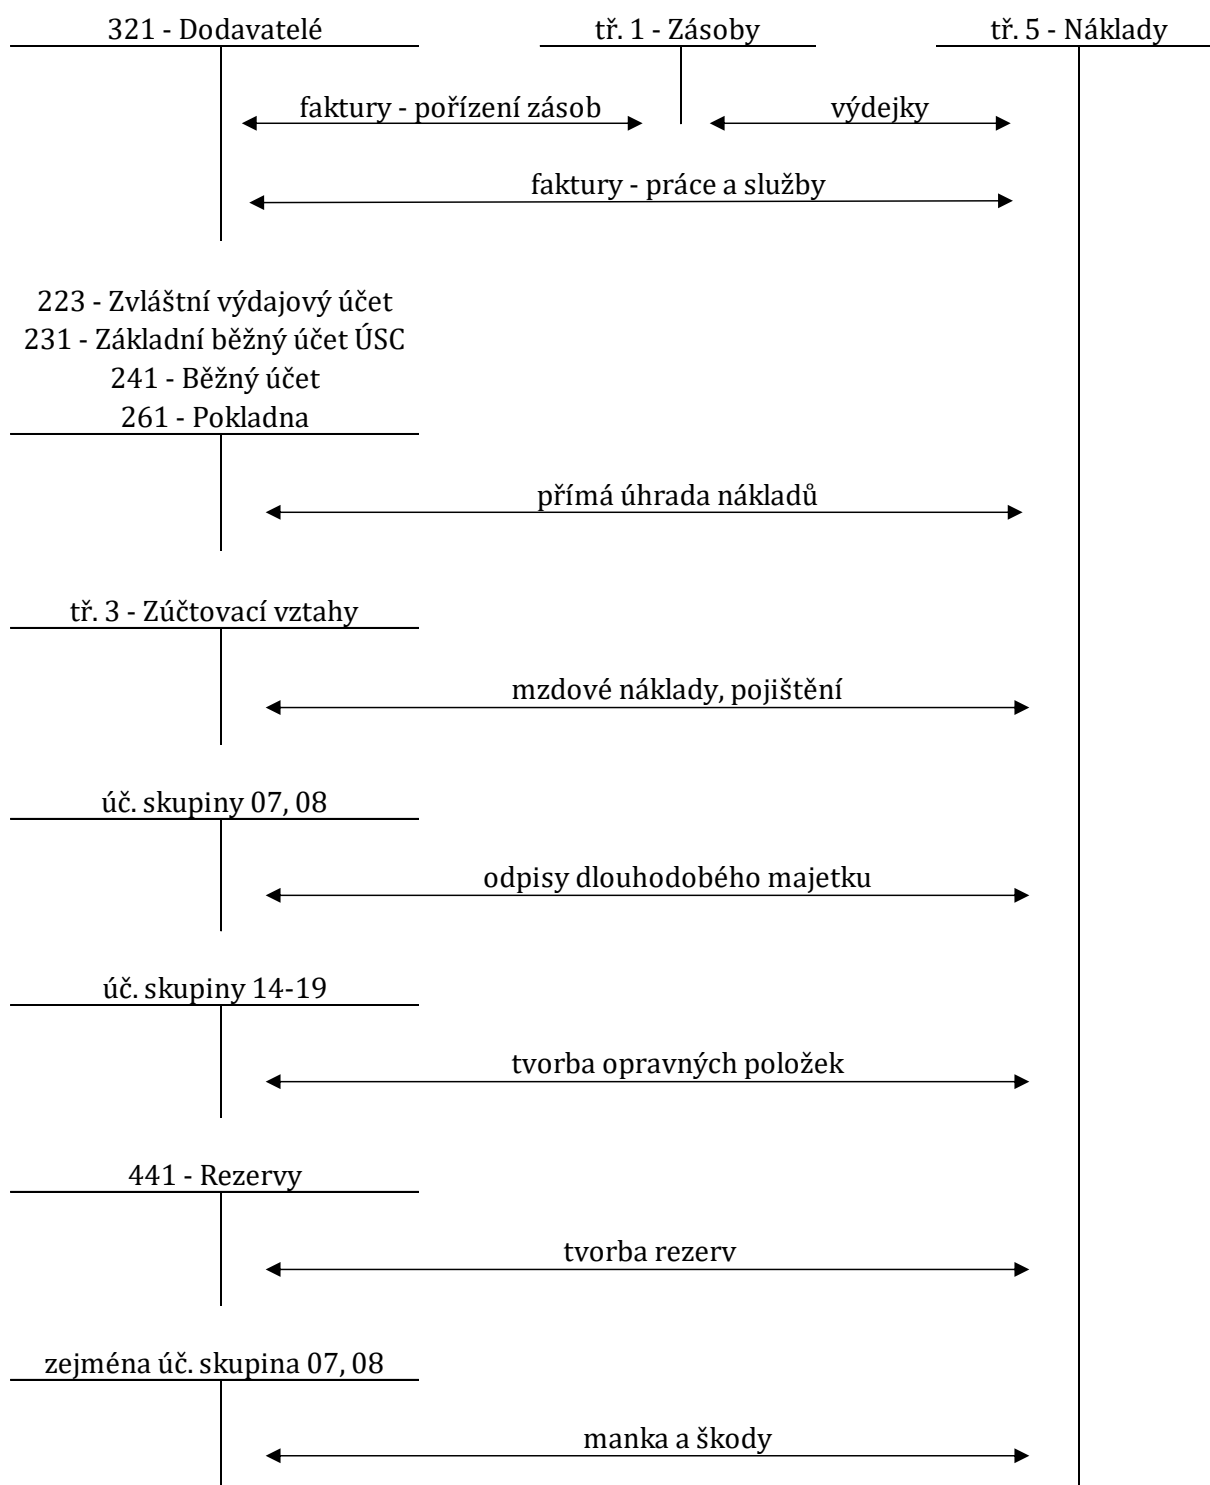 321 - Dodavatelé
tř. 1 - Zásoby
tř. 5 - Náklady
faktury - pořízení zásob
výdejky
faktury - práce a služby
223 - Zvláštní výdajový účet
231 - Základní běžný účet ÚSC
241 - Běžný účet
261 - Pokladna
přímá úhrada nákladů
tř. 3 - Zúčtovací vztahy
mzdové náklady, pojištění
úč. skupiny 07, 08
odpisy dlouhodobého majetku
úč. skupiny 14-19
tvorba opravných položek
441 - Rezervy
tvorba rezerv
zejména úč. skupina 07, 08
manka a škody